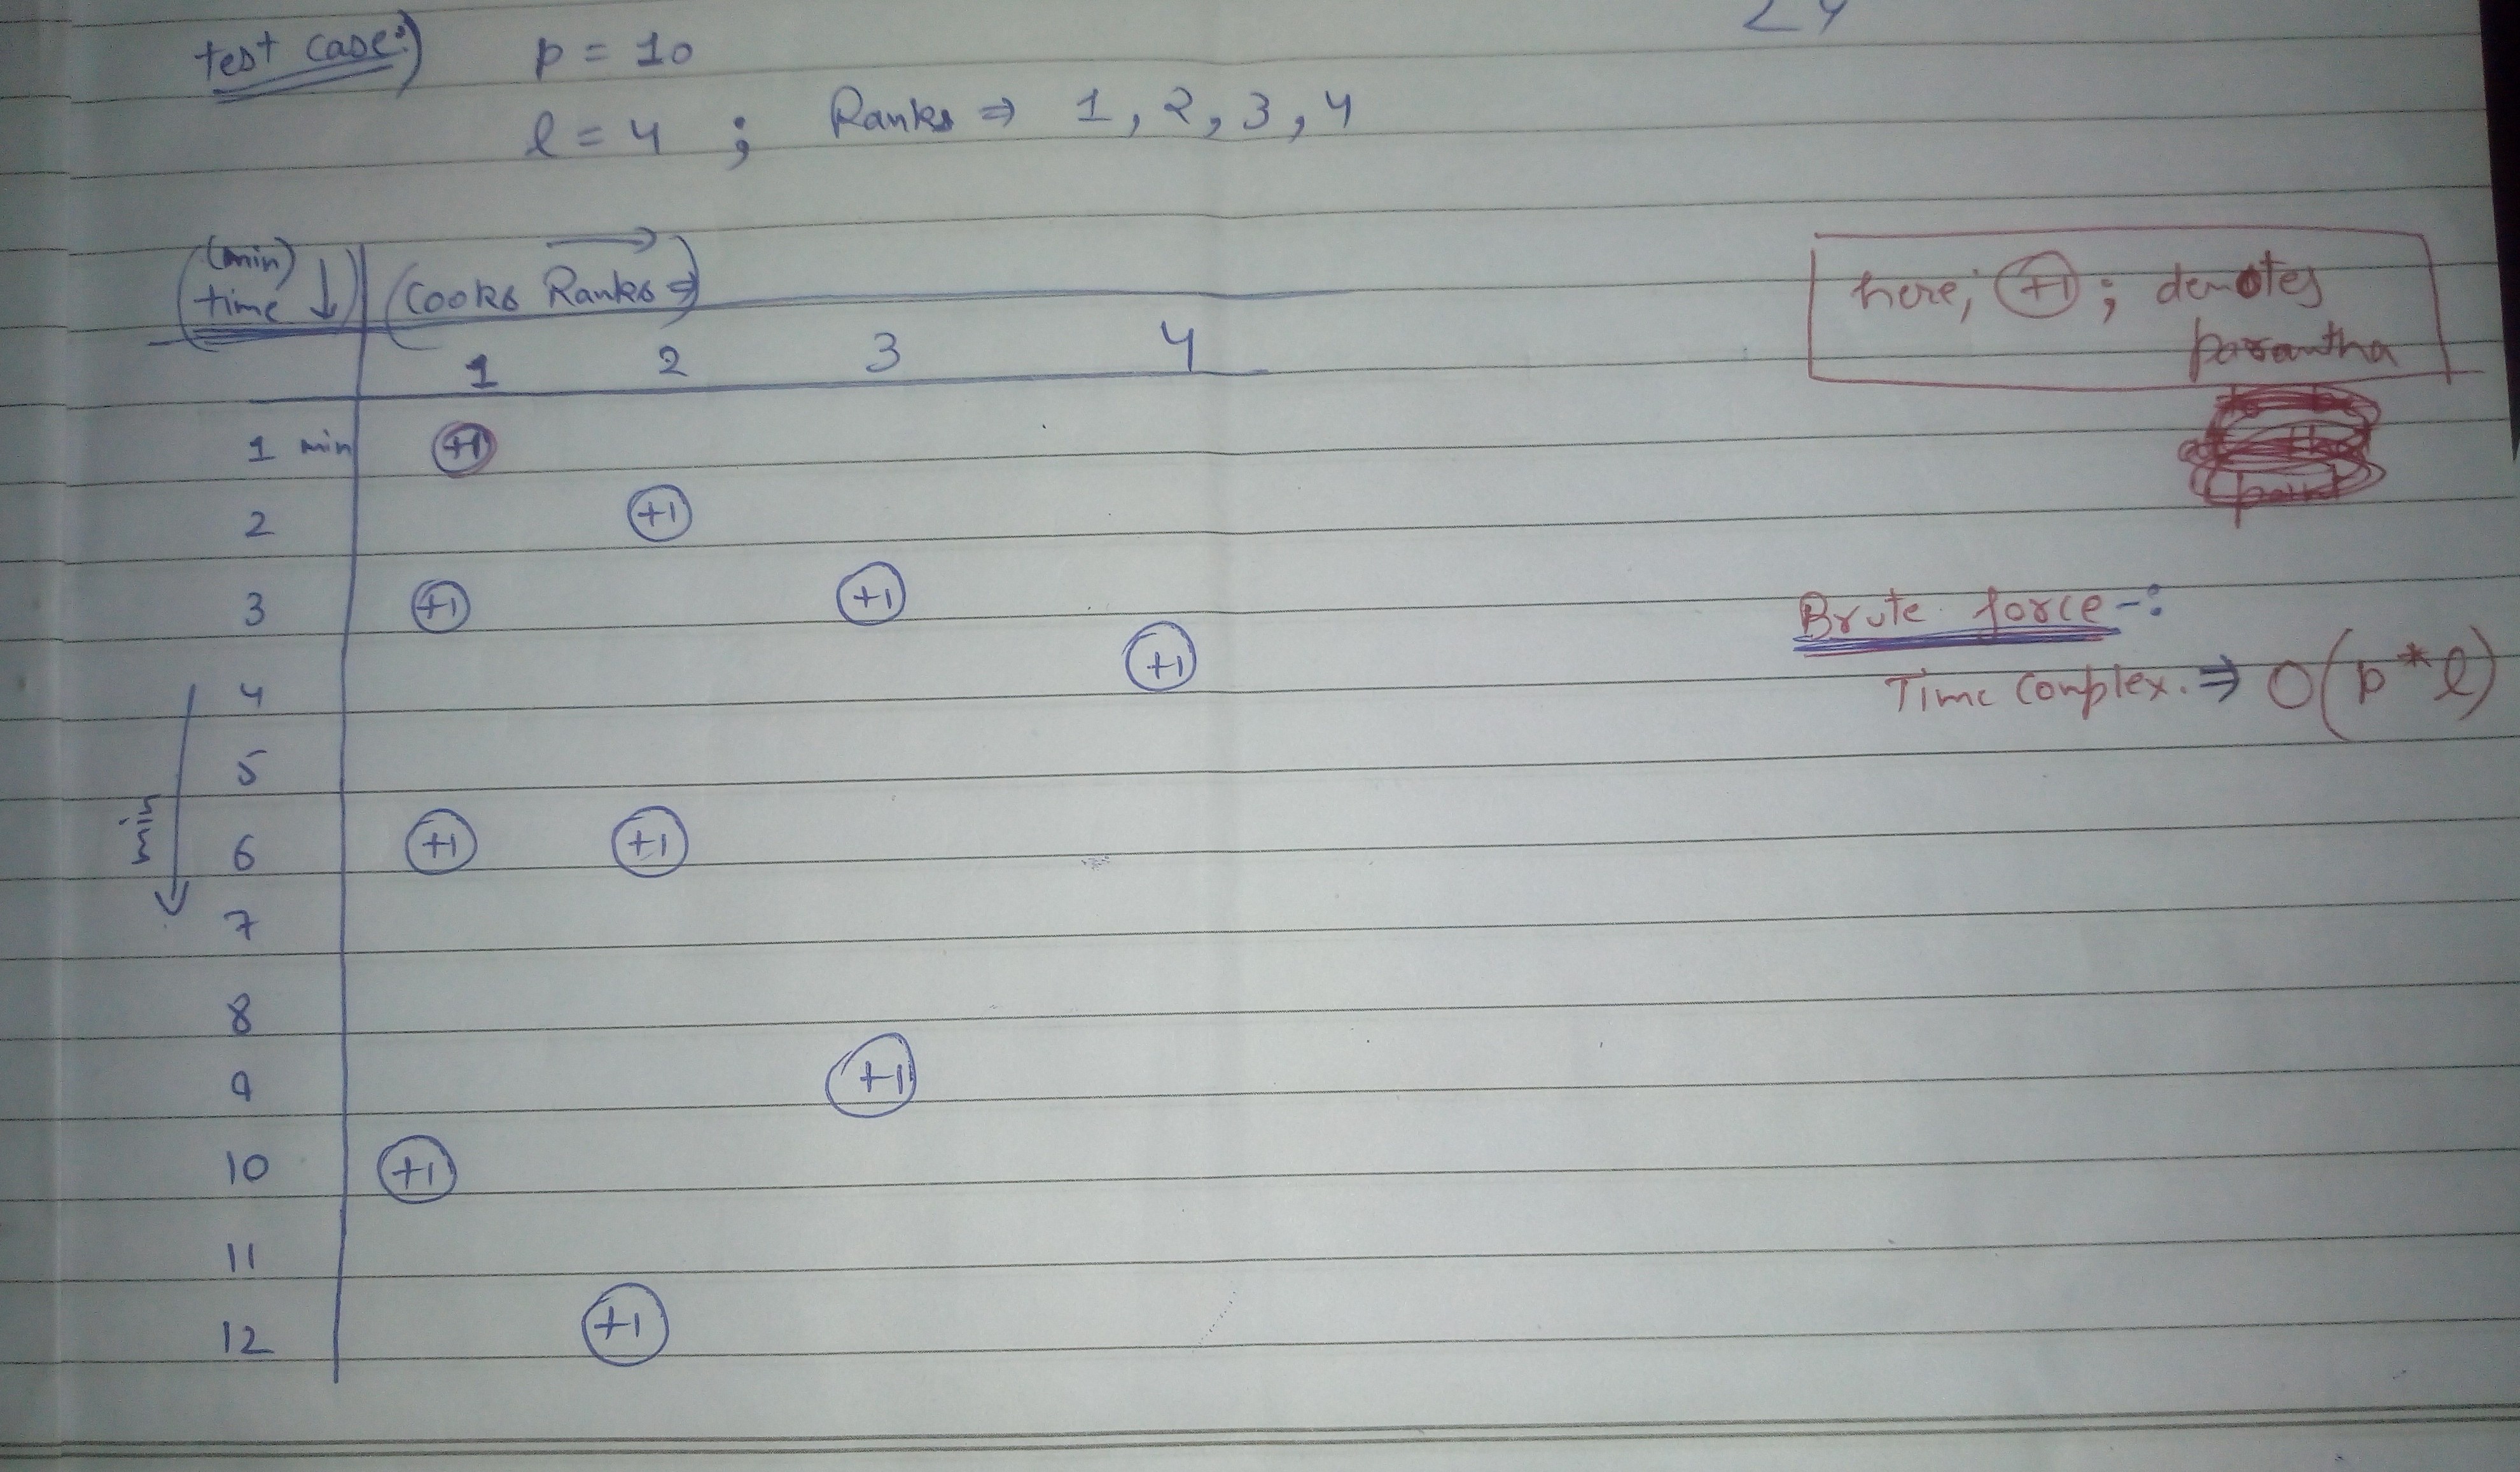 test case:) p = 10
l = 4 ; Ranks ⇒ 1, 2, 3, 4
(min)
time ↓ (Cooks Ranks ⇒)
1 2 3 4
here, (+1) ; denotes
parantha
1 min (+1)
2 (+1)
3 (+1) (+1)
4 (+1)
5
6 (+1) (+1)
7
8
9 (+1)
10 (+1)
11
12 (+1)
min
Brute force -:
Time Complex. ⇒ O(p * l)